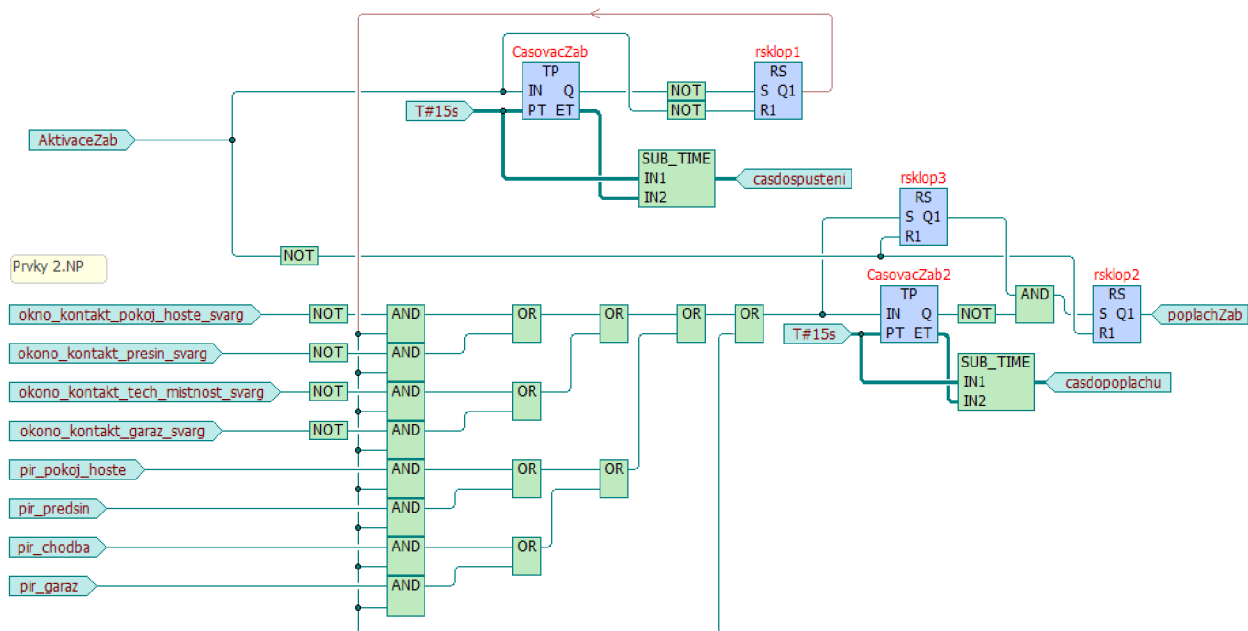 CasovacZab
rsklop1
TP
RS
IN Q
NOT
S Q1
T#15s
PT ET
NOT
R1
AktivaceZab
SUB_TIME
IN1
casdospusteni
IN2
rsklop3
RS
S Q1
R1
NOT
Prvky 2.NP
CasovacZab2
rsklop2
TP
RS
okno_kontakt_pokoj_hoste_svarg
NOT
AND
OR
OR
OR
OR
IN Q
NOT
AND
S Q1
poplachZab
T#15s
PT ET
R1
okono_kontakt_presin_svarg
NOT
AND
SUB_TIME
IN1
casdopoplachu
IN2
okono_kontakt_tech_mistnost_svarg
NOT
AND
OR
okono_kontakt_garaz_svarg
NOT
AND
pir_pokoj_hoste
AND
OR
OR
pir_predsin
AND
pir_chodba
AND
OR
pir_garaz
AND